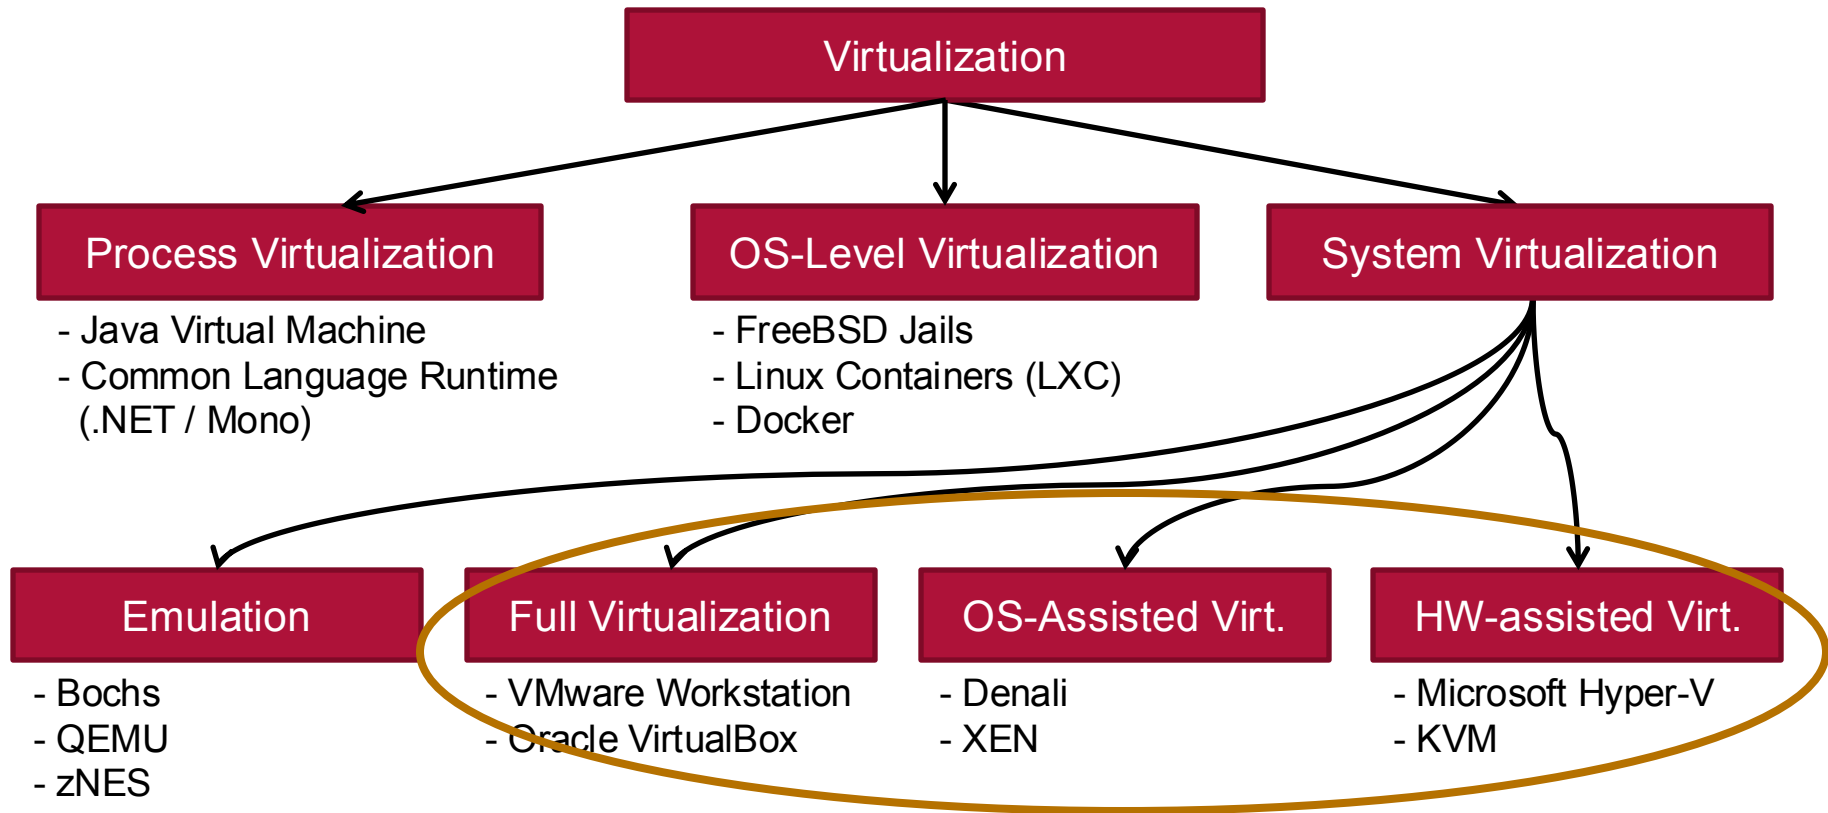 Virtualization
Process Virtualization
- Java Virtual Machine
- Common Language Runtime
(.NET / Mono)
OS-Level Virtualization
- FreeBSD Jails
- Linux Containers (LXC)
- Docker
System Virtualization
Emulation
- Bochs
- QEMU
- zNES
Full Virtualization
- VMware Workstation
- Oracle VirtualBox
OS-Assisted Virt.
- Denali
- XEN
HW-assisted Virt.
- Microsoft Hyper-V
- KVM